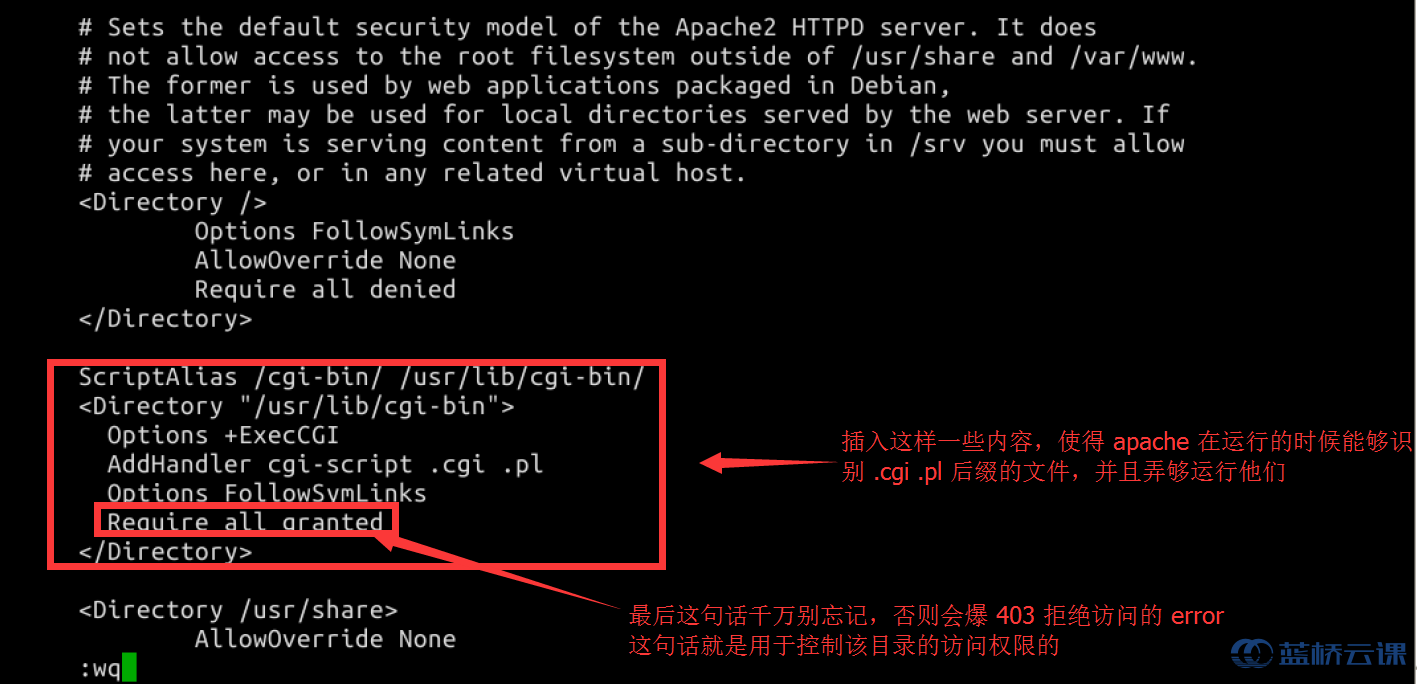 # Sets the default security model of the Apache2 HTTPD server. It does
# not allow access to the root filesystem outside of /usr/share and /var/www.
# The former is used by web applications packaged in Debian,
# the latter may be used for local directories served by the web server. If
# your system is serving content from a sub-directory in /srv you must allow
# access here, or in any related virtual host.
<Directory />
Options FollowSymLinks
AllowOverride None
Require all denied
</Directory>
ScriptAlias /cgi-bin/ /usr/lib/cgi-bin/
<Directory "/usr/lib/cgi-bin">
Options +ExecCGI
AddHandler cgi-script .cgi .pl
Options FollowSymLinks
Require all granted
</Directory>
插入这样一些内容，使得 apache 在运行的时候能够识
别 .cgi .pl 后缀的文件，并且弄够运行他们
<Directory /usr/share>
AllowOverride None
:wq
最后这句话千万别忘记，否则会爆 403 拒绝访问的 error
这句话就是用于控制该目录的访问权限的
蓝桥云课